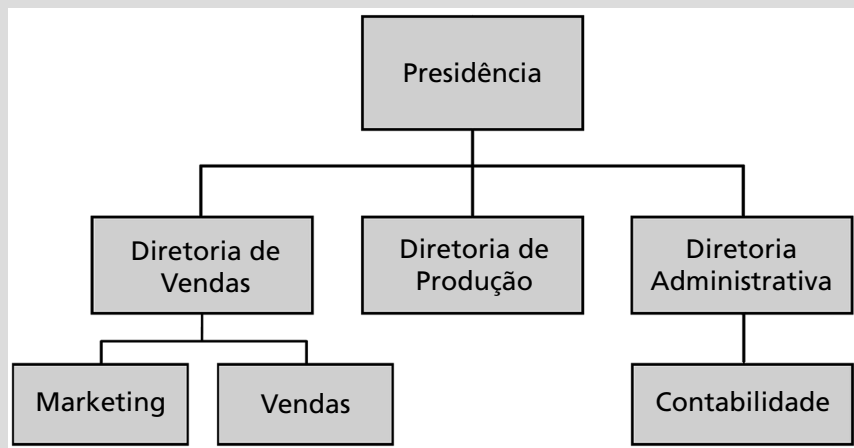 Presidência
Diretoria de
Vendas
Diretoria de
Produção
Diretoria
Administrativa
Marketing
Vendas
Contabilidade